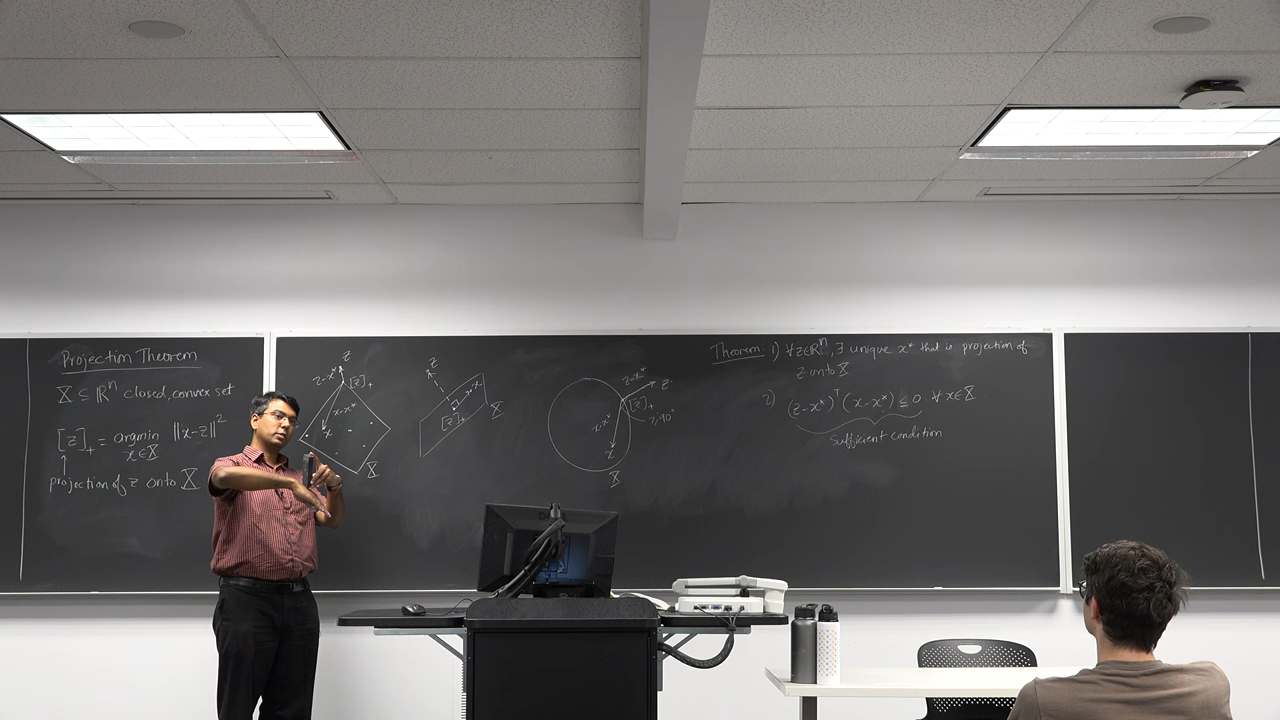 Projection Theorem
𝕏 ⊆ ℝⁿ closed, convex set
[z]₊ = argmin ‖x-z‖²
x∈𝕏
↑
projection of z onto 𝕏
z
z-x*
[z]₊
x-x*
x
𝕏
z
x
[z]₊
𝕏
z-x*
z
[z]₊
≥90°
x-x*
x
𝕏
Theorem: 1) ∀z∈ℝⁿ, ∃ unique x* that is projection of
z onto 𝕏
2) (z-x*)ᵀ(x-x*) ≤ 0 ∀ x∈𝕏
Sufficient condition